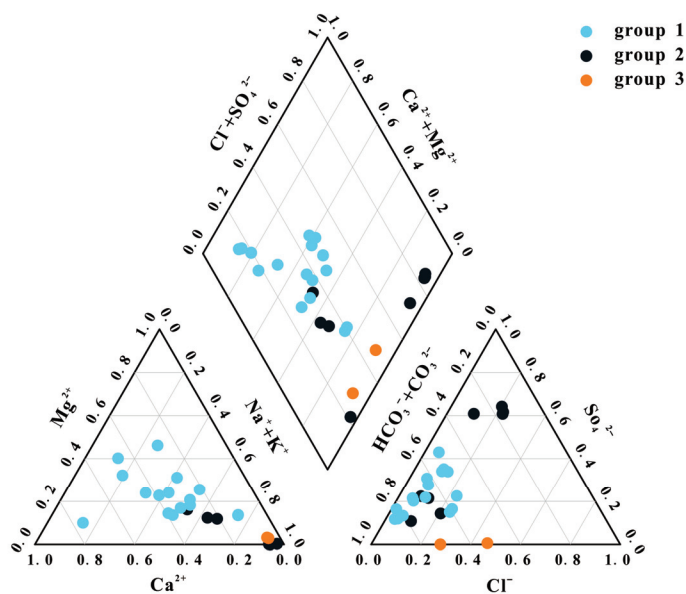 group 1
group 2
group 3
Cl⁻+SO₄²⁻
Ca²⁺+Mg²⁺
0.0 0.2 0.4 0.6 0.8 1.0
1.0 0.8 0.6 0.4 0.2 0.0
Mg²⁺
Na⁺+K⁺
0.0 0.2 0.4 0.6 0.8 1.0
0.0 0.2 0.4 0.6 0.8 1.0
1.0 0.8 0.6 0.4 0.2 0.0
Ca²⁺
HCO₃⁻+CO₃²⁻
So₄²⁻
1.0 0.8 0.6 0.4 0.2 0.0
1.0 0.8 0.6 0.4 0.2 0.0
0.0 0.2 0.4 0.6 0.8 1.0
Cl⁻